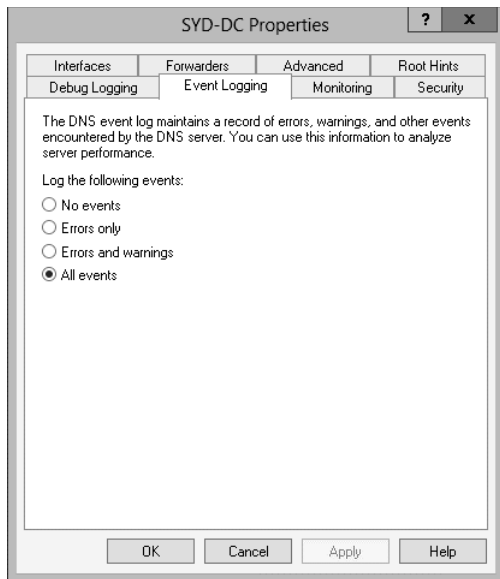 SYD-DC Properties
? x
Interfaces Forwarders Advanced Root Hints
Debug Logging Event Logging Monitoring Security
The DNS event log maintains a record of errors, warnings, and other events
encountered by the DNS server. You can use this information to analyze
server performance.
Log the following events:
No events
Errors only
Errors and warnings
All events
OK Cancel Apply Help